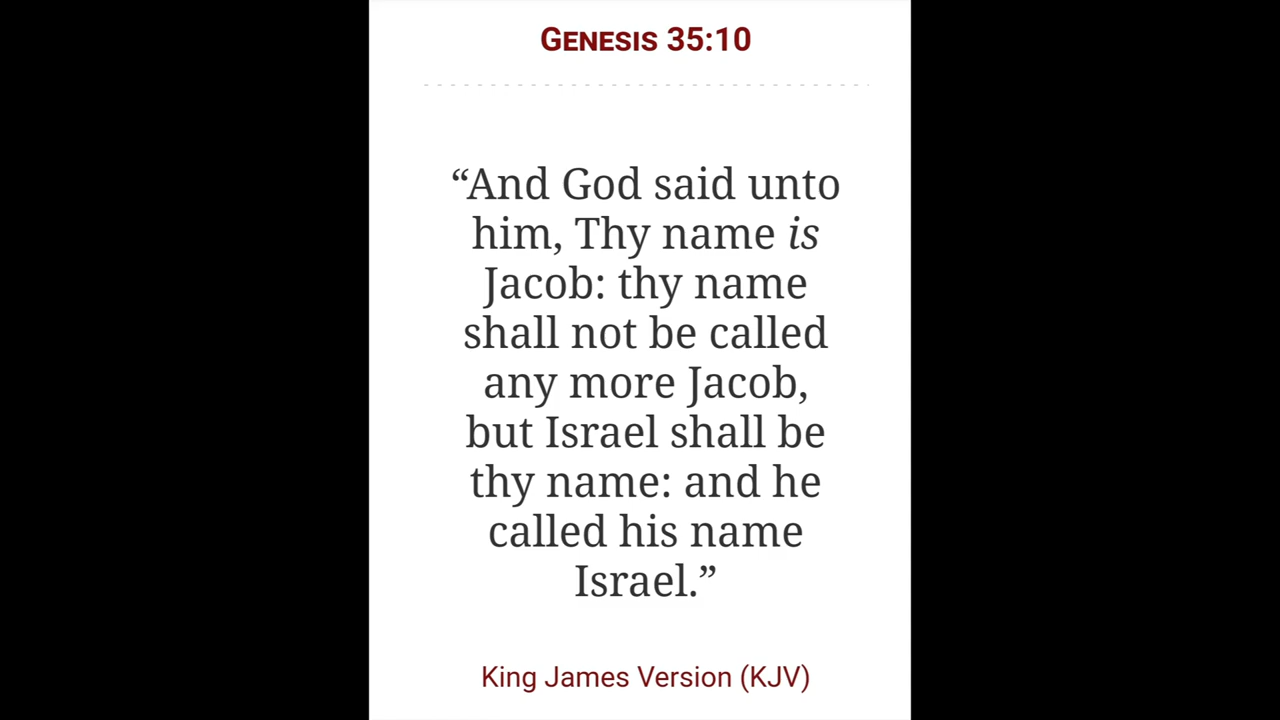 Genesis 35:10
“And God said unto
him, Thy name is
Jacob: thy name
shall not be called
any more Jacob,
but Israel shall be
thy name: and he
called his name
Israel.”
King James Version (KJV)